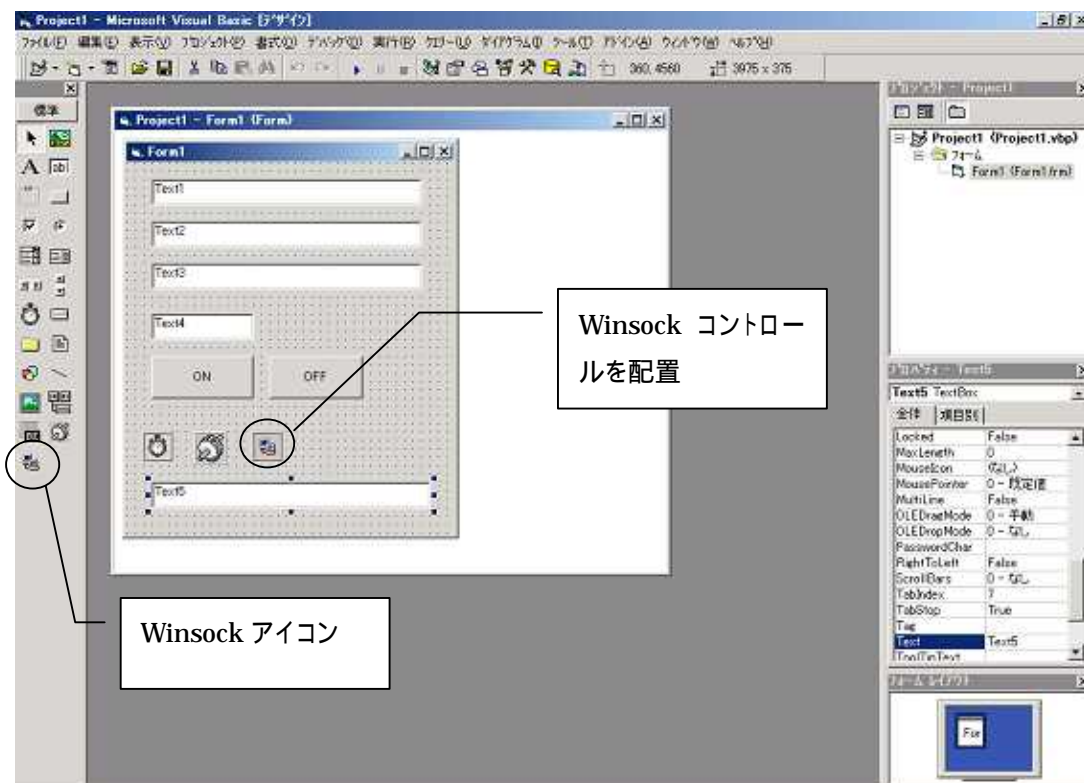 Project1 - Microsoft Visual Basic [ﾃﾞｻﾞｲﾝ]
ﾌｧｲﾙ(F) 編集(E) 表示(V) ﾌﾟﾛｼﾞｪｸﾄ(P) 書式(O) ﾃﾞﾊﾞｯｸﾞ(D) 実行(R) ｸｴﾘｰ(U) ﾀﾞｲｱｸﾞﾗﾑ(I) ﾂｰﾙ(T) ｱﾄﾞｲﾝ(A) ｳｨﾝﾄﾞｳ(W) ﾍﾙﾌﾟ(H)
360, 4560 3975 x 375
標準
Project1 - Form1 (Form)
Form1
Text1
Text2
Text3
Text4
ON OFF
Text5
Winsock コントロー
ルを配置
Winsock アイコン
ﾌﾟﾛｼﾞｪｸﾄ - Project1
Project1 (Project1.vbp)
ﾌｫｰﾑ
Form1 (Form1.frm)
ﾌﾟﾛﾊﾟﾃｨ - Text5
Text5 TextBox
全体 項目別
Locked False
MaxLength 0
MouseIcon (なし)
MousePointer 0 - 既定値
MultiLine False
OLEDragMode 0 - 手動
OLEDropMode 0 - なし
PasswordChar
RightToLeft False
ScrollBars 0 - なし
TabIndex 7
TabStop True
Tag
Text Text5
ToolTipText
ﾌｫｰﾑ ﾚｲｱｳﾄ
For